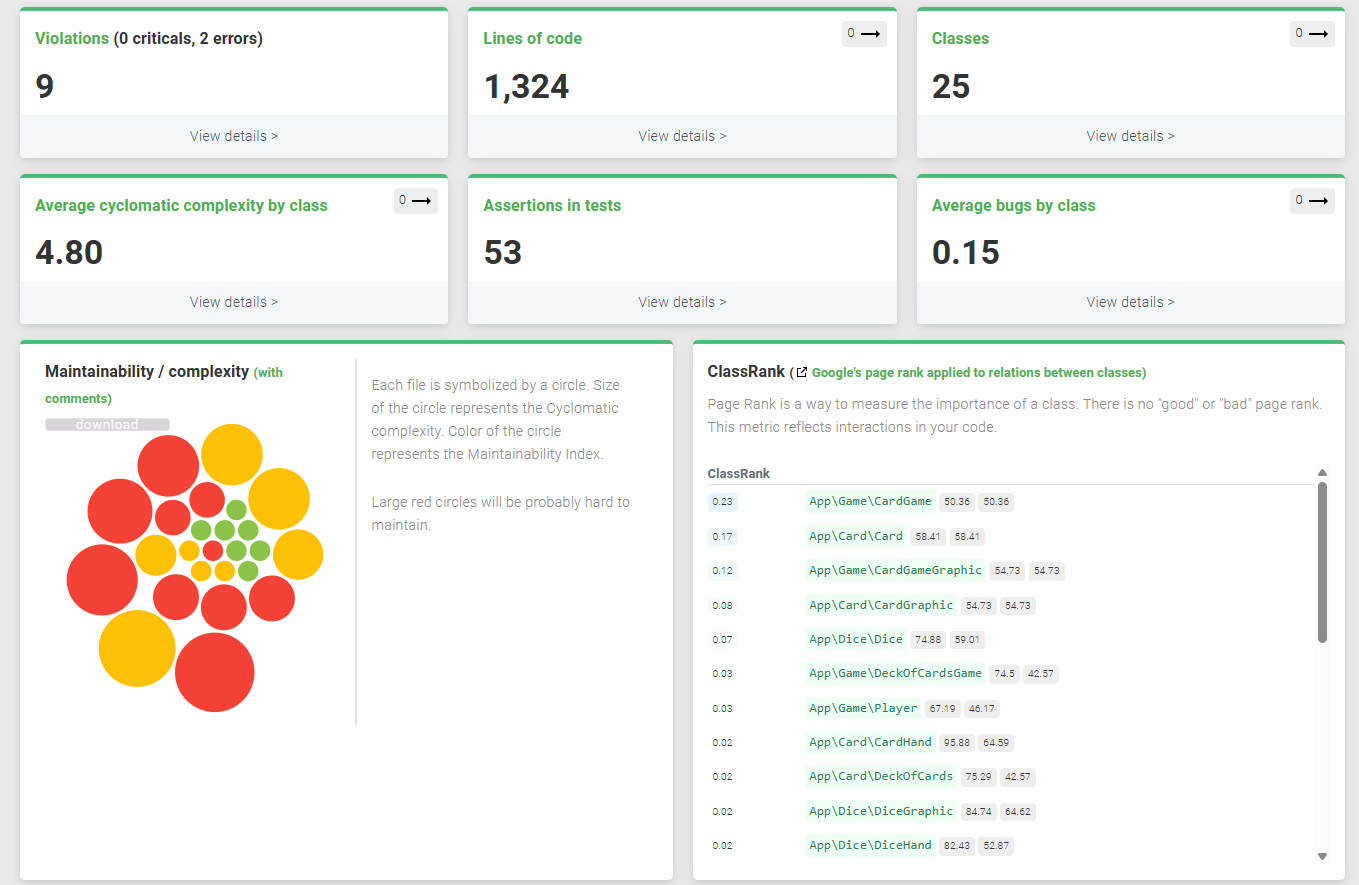 Violations (0 criticals, 2 errors)
9
View details >
Lines of code
0
1,324
View details >
Classes
0
25
View details >
Average cyclomatic complexity by class
0
4.80
View details >
Assertions in tests
53
View details >
Average bugs by class
0
0.15
View details >
Maintainability / complexity (with
comments)
download
Each file is symbolized by a circle. Size
of the circle represents the Cyclomatic
complexity. Color of the circle
represents the Maintainability Index.
Large red circles will be probably hard to
maintain.
ClassRank ( Google's page rank applied to relations between classes)
Page Rank is a way to measure the importance of a class. There is no "good" or "bad" page rank.
This metric reflects interactions in your code.
ClassRank
0.23 App\Game\CardGame 50.36 50.36
0.17 App\Card\Card 58.41 58.41
0.12 App\Game\CardGameGraphic 54.73 54.73
0.08 App\Card\CardGraphic 54.73 54.73
0.07 App\Dice\Dice 74.88 59.01
0.03 App\Game\DeckOfCardsGame 74.5 42.57
0.03 App\Game\Player 67.19 46.17
0.02 App\Card\CardHand 95.88 64.59
0.02 App\Card\DeckOfCards 75.29 42.57
0.02 App\Dice\DiceGraphic 84.74 64.62
0.02 App\Dice\DiceHand 82.43 52.87